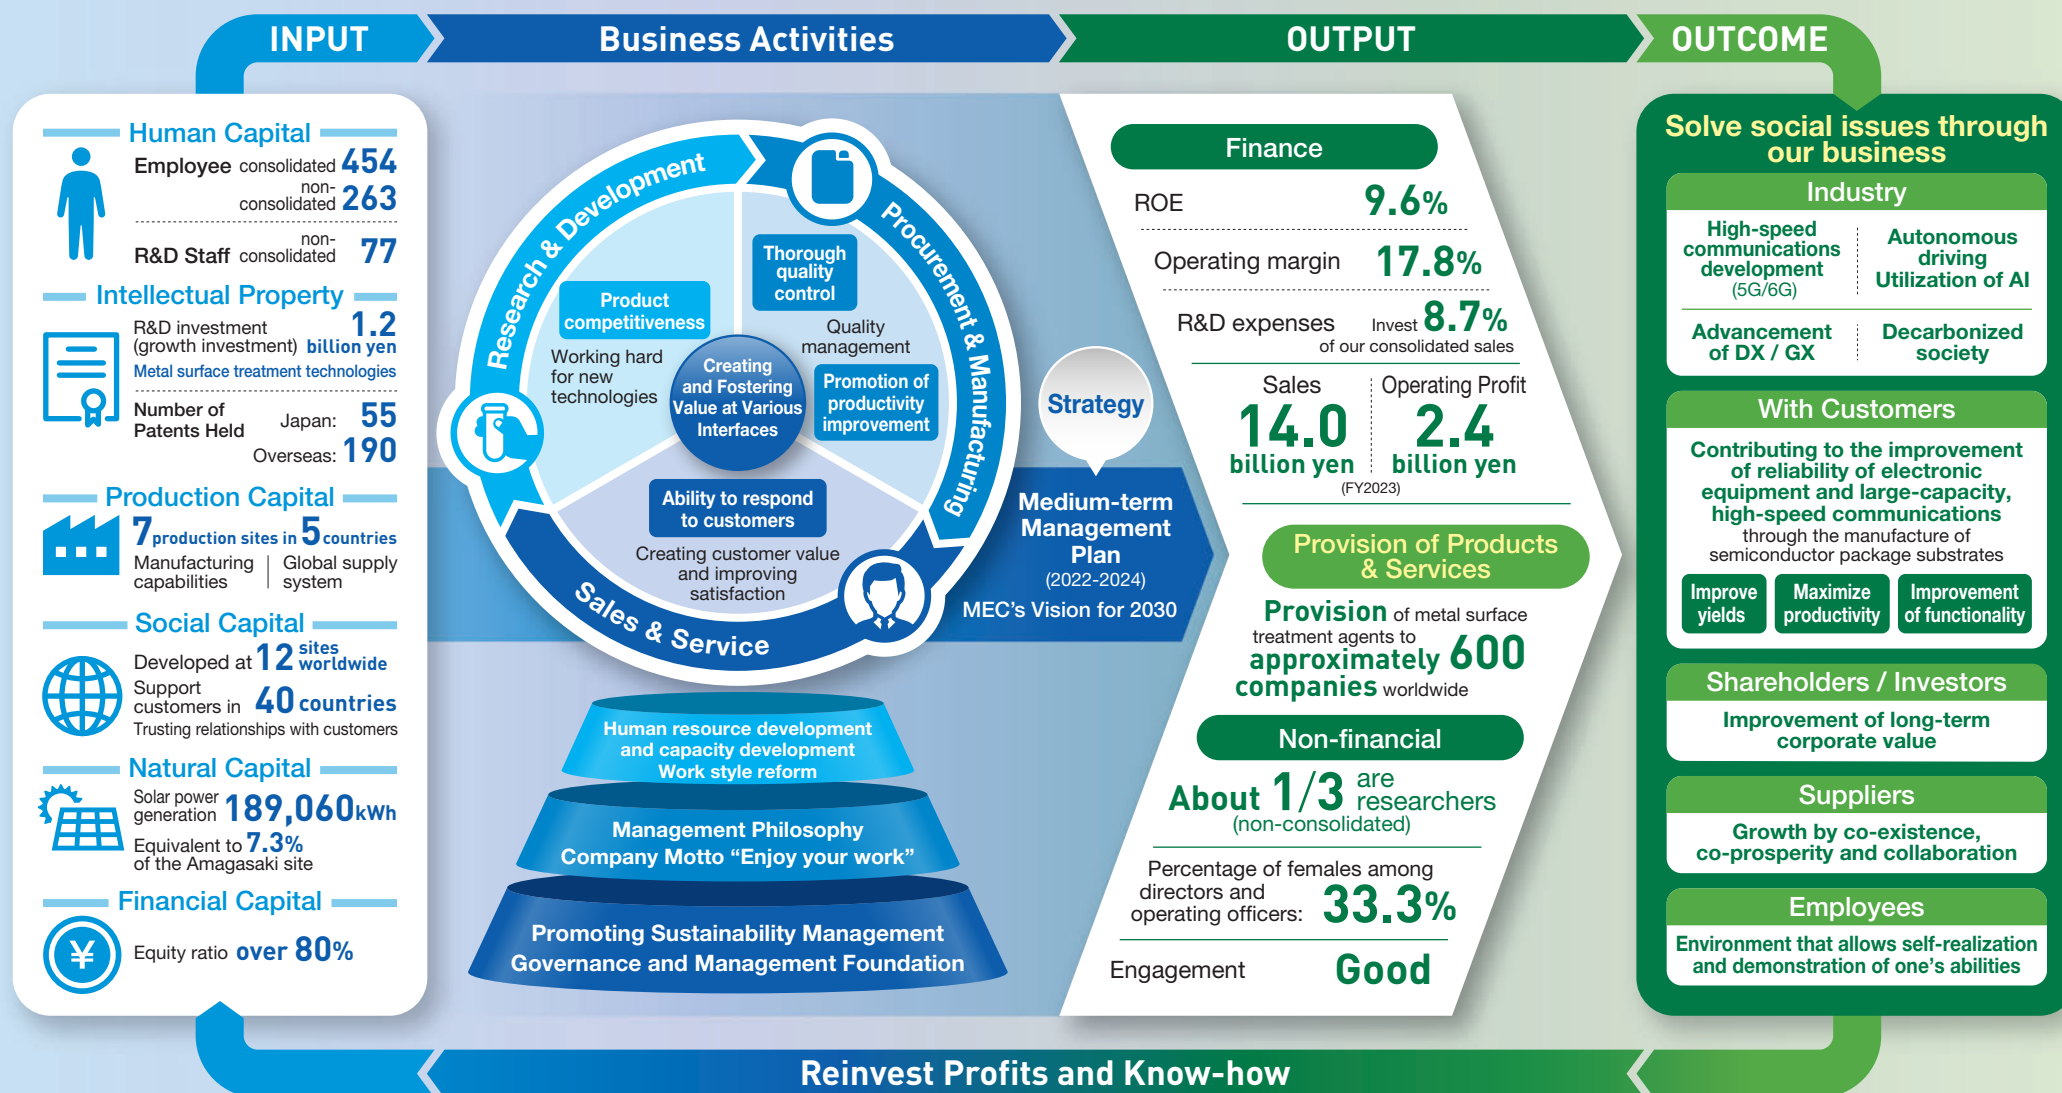 INPUT
Business Activities
OUTPUT
OUTCOME
Human Capital
Employee consolidated 454
non-
consolidated 263
R&D Staff non-
consolidated 77
Intellectual Property
R&D investment
(growth investment) 1.2
billion yen
Metal surface treatment technologies
Number of
Patents Held
Japan: 55
Overseas: 190
Production Capital
7 production sites in 5 countries
Manufacturing
capabilities
Global supply
system
Social Capital
Developed at 12 sites
worldwide
Support
customers in 40 countries
Trusting relationships with customers
Natural Capital
Solar power
generation 189,060kWh
Equivalent to 7.3%
of the Amagasaki site
Financial Capital
¥
Equity ratio over 80%
Research & Development
Procurement & Manufacturing
Sales & Service
Product
competitiveness
Working hard
for new
technologies
Thorough
quality
control
Quality
management
Promotion of
productivity
improvement
Creating
and Fostering
Value at Various
Interfaces
Ability to respond
to customers
Creating customer value
and improving
satisfaction
Human resource development
and capacity development
Work style reform
Management Philosophy
Company Motto “Enjoy your work”
Promoting Sustainability Management
Governance and Management Foundation
Strategy
Medium-term
Management
Plan
(2022-2024)
MEC’s Vision for 2030
Finance
ROE 9.6%
Operating margin 17.8%
R&D expenses Invest 8.7%
of our consolidated sales
Sales
14.0
billion yen
Operating Profit
2.4
billion yen
(FY2023)
Provision of Products
& Services
Provision of metal surface
treatment agents to
approximately 600
companies worldwide
Non-financial
About 1/3 are
researchers
(non-consolidated)
Percentage of females among
directors and
operating officers: 33.3%
Engagement Good
Solve social issues through
our business
Industry
High-speed
communications
development
(5G/6G)
Autonomous
driving
Utilization of AI
Advancement
of DX / GX
Decarbonized
society
With Customers
Contributing to the improvement
of reliability of electronic
equipment and large-capacity,
high-speed communications
through the manufacture of
semiconductor package substrates
Improve
yields
Maximize
productivity
Improvement
of functionality
Shareholders / Investors
Improvement of long-term
corporate value
Suppliers
Growth by co-existence,
co-prosperity and collaboration
Employees
Environment that allows self-realization
and demonstration of one’s abilities
Reinvest Profits and Know-how